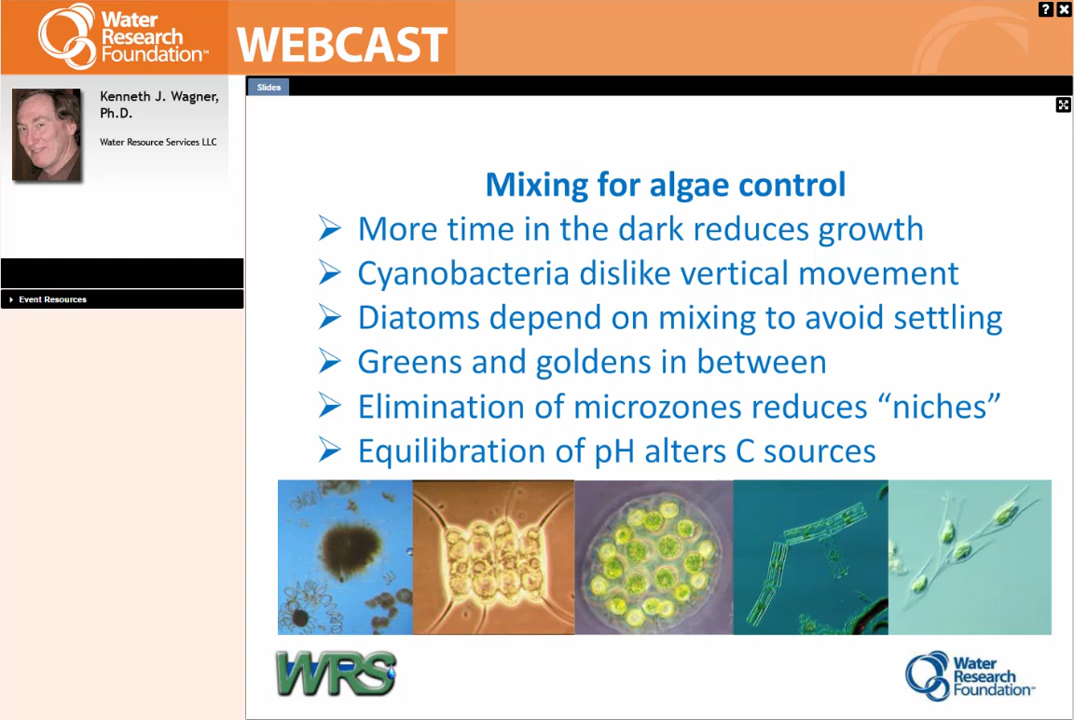 Water
Research
Foundation™
WEBCAST
? X
Kenneth J. Wagner,
Ph.D.
Water Resource Services LLC
Event Resources
Slides
Mixing for algae control
➢ More time in the dark reduces growth
➢ Cyanobacteria dislike vertical movement
➢ Diatoms depend on mixing to avoid settling
➢ Greens and goldens in between
➢ Elimination of microzones reduces “niches”
➢ Equilibration of pH alters C sources
WRS
Water
Research
Foundation™